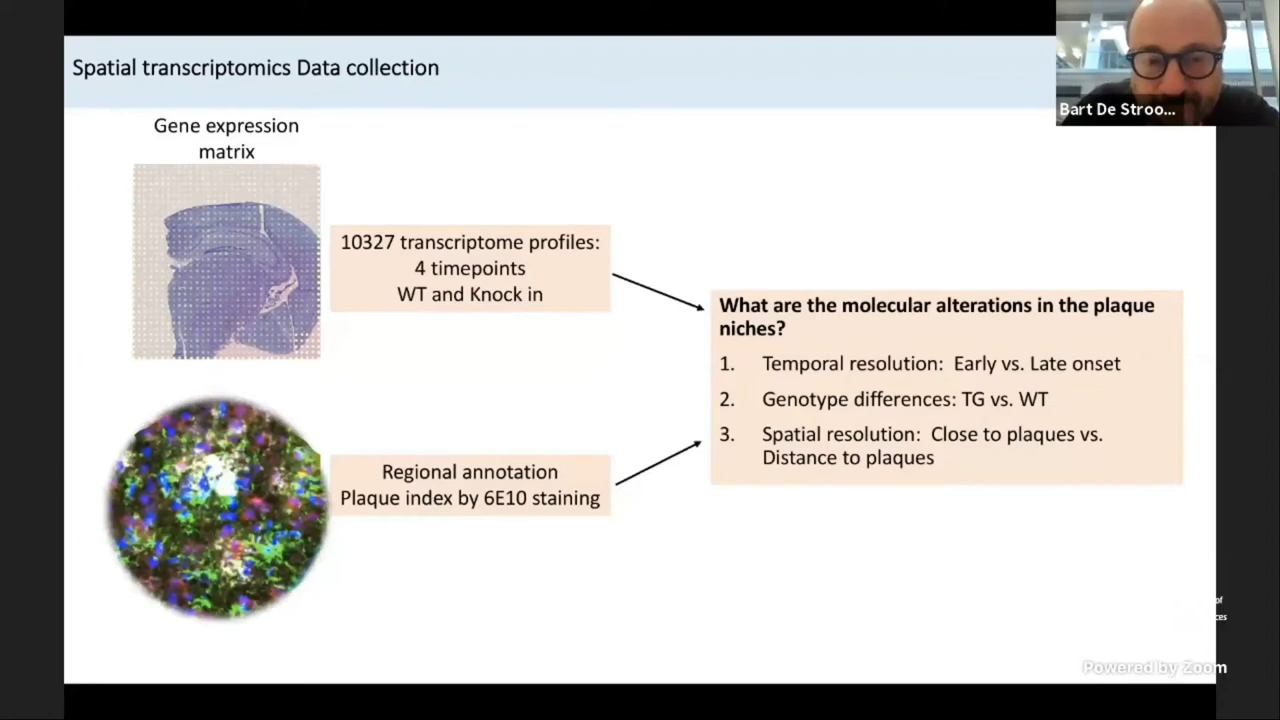 Spatial transcriptomics Data collection
Bart De Stroo...
Gene expression
matrix
10327 transcriptome profiles:
4 timepoints
WT and Knock in
What are the molecular alterations in the plaque
niches?
1. Temporal resolution: Early vs. Late onset
2. Genotype differences: TG vs. WT
3. Spatial resolution: Close to plaques vs.
Distance to plaques
Regional annotation
Plaque index by 6E10 staining
of
ces
Powered by Zoom